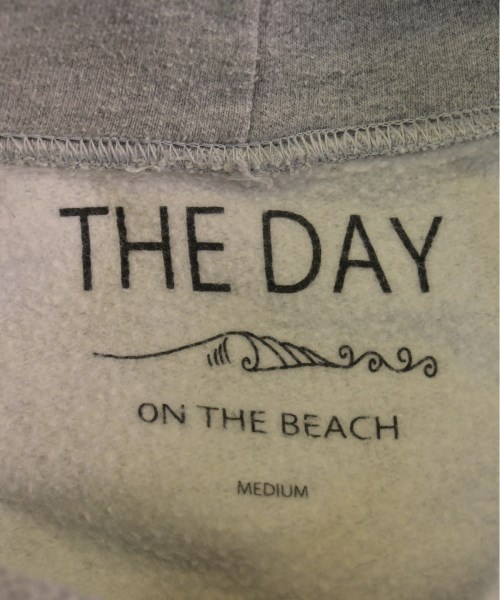 THE DAY
ON THE BEACH
MEDIUM